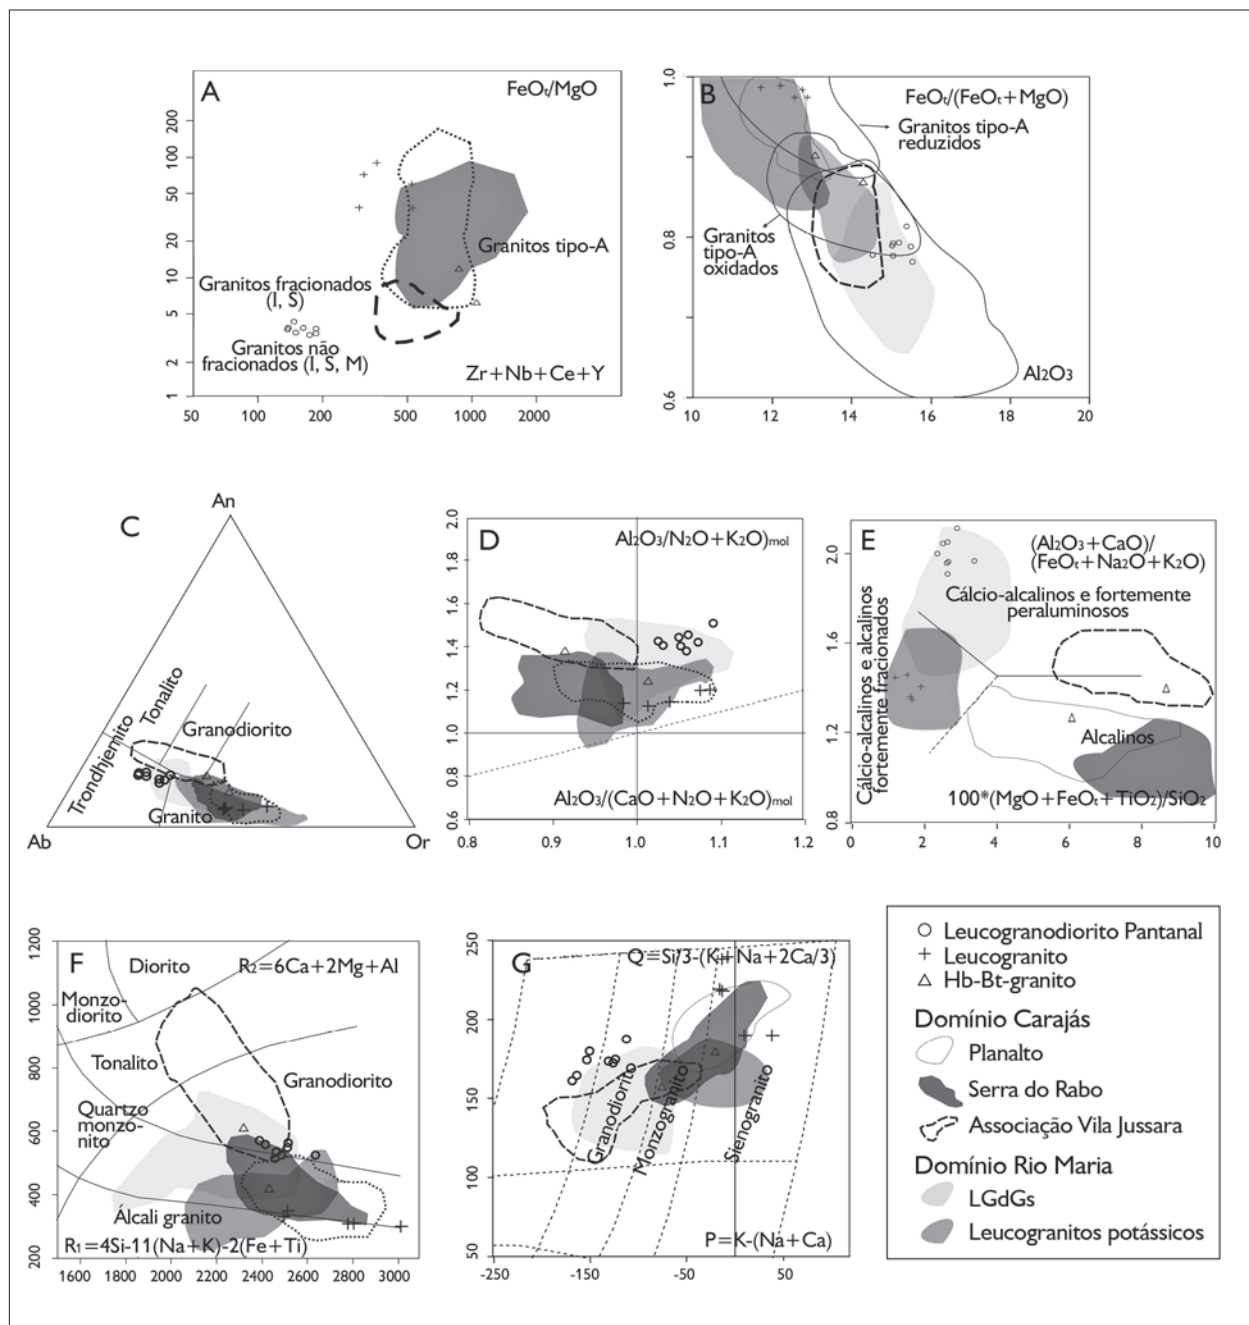 A
FeOₜ/MgO
200
100
50
20
10
5
2
1
Granitos tipo-A
Granitos fracionados
(I, S)
Granitos não
fracionados (I, S, M)
Zr+Nb+Ce+Y
50
100
200
500
1000
2000
B
FeOₜ/(FeOₜ+MgO)
Granitos tipo-A
reduzidos
Granitos
tipo-A
oxidados
Al₂O₃
1.0
0.8
0.6
10
12
14
16
18
20
C
An
Tonalito
Trondhjemito
Granodiorito
Granito
Ab
Or
D
Al₂O₃/N₂O+K₂O)mol
2.0
1.8
1.6
1.4
1.2
1.0
0.8
0.6
Al₂O₃/(CaO+N₂O+K₂O)mol
0.8
0.9
1.0
1.1
1.2
E
(Al₂O₃+CaO)/
(FeOₜ+Na₂O+K₂O)
Cálcio-alcalinos e fortemente
peraluminosos
Cálcio-alcalinos e alcalinos
fortemente fracionados
2.0
1.6
1.2
0.8
Alcalinos
100*(MgO+FeOₜ+TiO₂)/SiO₂
0
2
4
6
8
10
F
Diorito
R₂=6Ca+2Mg+Al
Monzo-
diorito
Tonalito
Granodiorito
Quartzo
monzo-
nito
Álcali granito
R₁=4Si-11(Na+K)-2(Fe+Ti)
1200
1000
800
600
400
200
1600
1800
2000
2200
2400
2600
2800
3000
G
Q=Si/3-(K+Na+2Ca/3)
Granodiorito
Monzogranito
Sienogranito
P=K-(Na+Ca)
250
200
150
100
50
-250
-150
-50
50
Leucogranodiorito Pantanal
Leucogranito
Hb-Bt-granito
Domínio Carajás
Planalto
Serra do Rabo
Associação Vila Jussara
Domínio Rio Maria
LGdGs
Leucogranitos potássicos